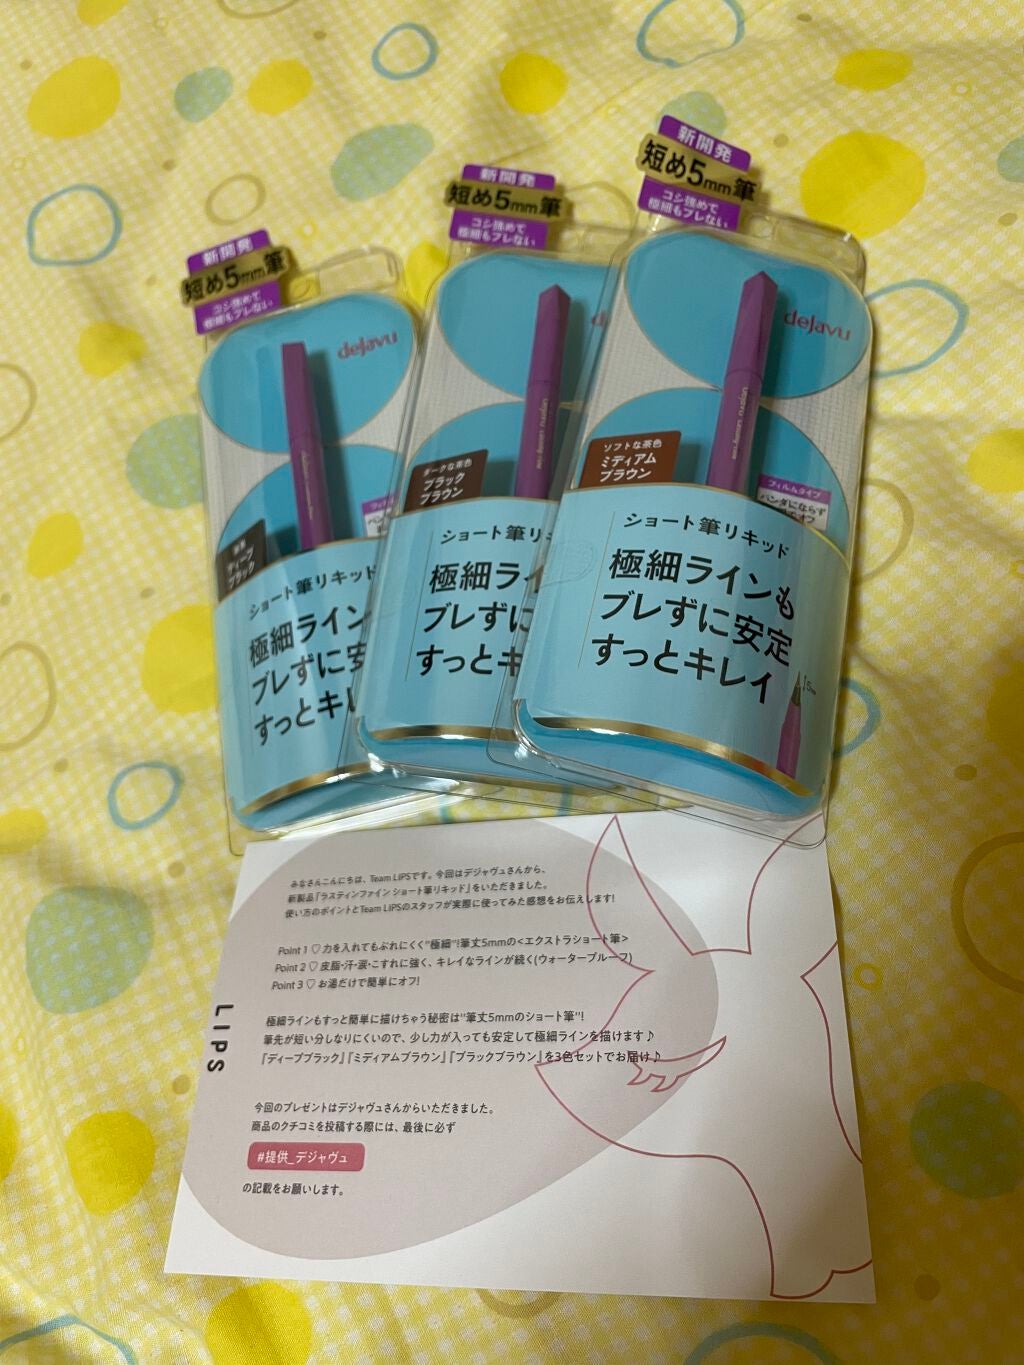 新開発
短め5mm筆
コシ強めで
極細もブレない
dejavu
ディープ
ブラック
ショート筆リキッド
極細ライン
ブレずに安
すっとキレ
新開発
短め5mm筆
コシ強めで
極細もブレない
ダークな茶色
ブラック
ブラウン
ショート筆リキ
極細ライ
ブレずに
すっとキ
新開発
短め5mm筆
コシ強めで
極細もブレない
dejavu
ソフトな茶色
ミディアム
ブラウン
フィルムタイプ
パンダにならず
オフ
ショート筆リキッド
極細ラインも
ブレずに安定
すっとキレイ
5mm
みなさんこんにちは、Team LIPSです。今回はデジャヴュさんから、
新製品『ラスティンファイン ショート筆リキッド』をいただきました。
使い方のポイントとTeam LIPSのスタッフが実際に使ってみた感想をお伝えします!
Point 1 ♡ 力を入れてもぶれにくく"極細"!筆丈5mmの<エクストラショート筆>
Point 2 ♡ 皮脂・汗・涙・こすれに強く、キレイなラインが続く(ウォータープルーフ)
Point 3 ♡ お湯だけで簡単にオフ!
極細ラインもすっと簡単に描けちゃう秘密は"筆丈5mmのショート筆"!
筆先が短い分しなりにくいので、少し力が入っても安定して極細ラインを描けます♪
『ディープブラック』『ミディアムブラウン』『ブラックブラウン』を3色セットでお届け♪
LIPS
今回のプレゼントはデジャヴュさんからいただきました。
商品のクチコミを投稿する際には、最後に必ず
#提供_デジャヴュ
の記載をお願いします。